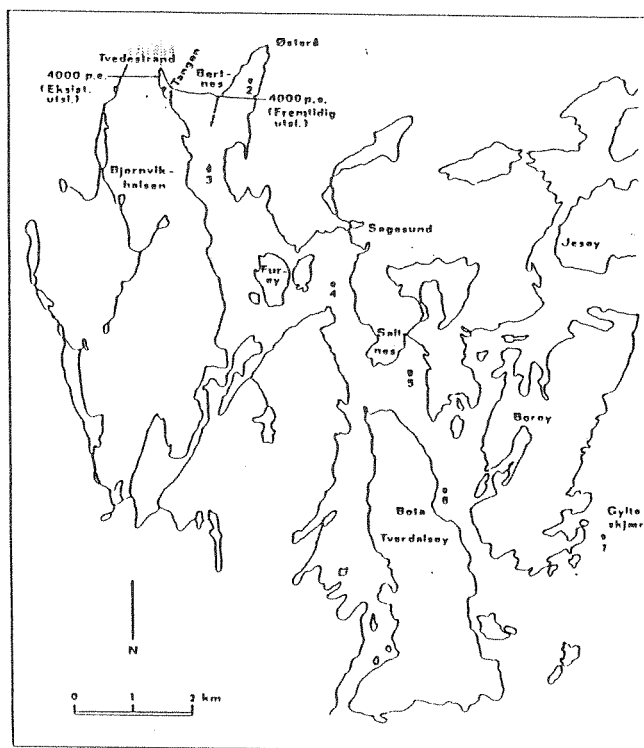 Østerå
Tvedestrand
Tangen
Bert-
nes
4000 p.e.
(Eksist.
utsl.)
2
4000 p.e.
(Fremtidig
utsl.)
Bjørnvik-
halsen
3
Sagesund
Jesøy
Fur-
øy
4
Salt-
nes
5
Borøy
6
Bota
Tverdalsøy
Gylte
skjær
N
0 1 2 km